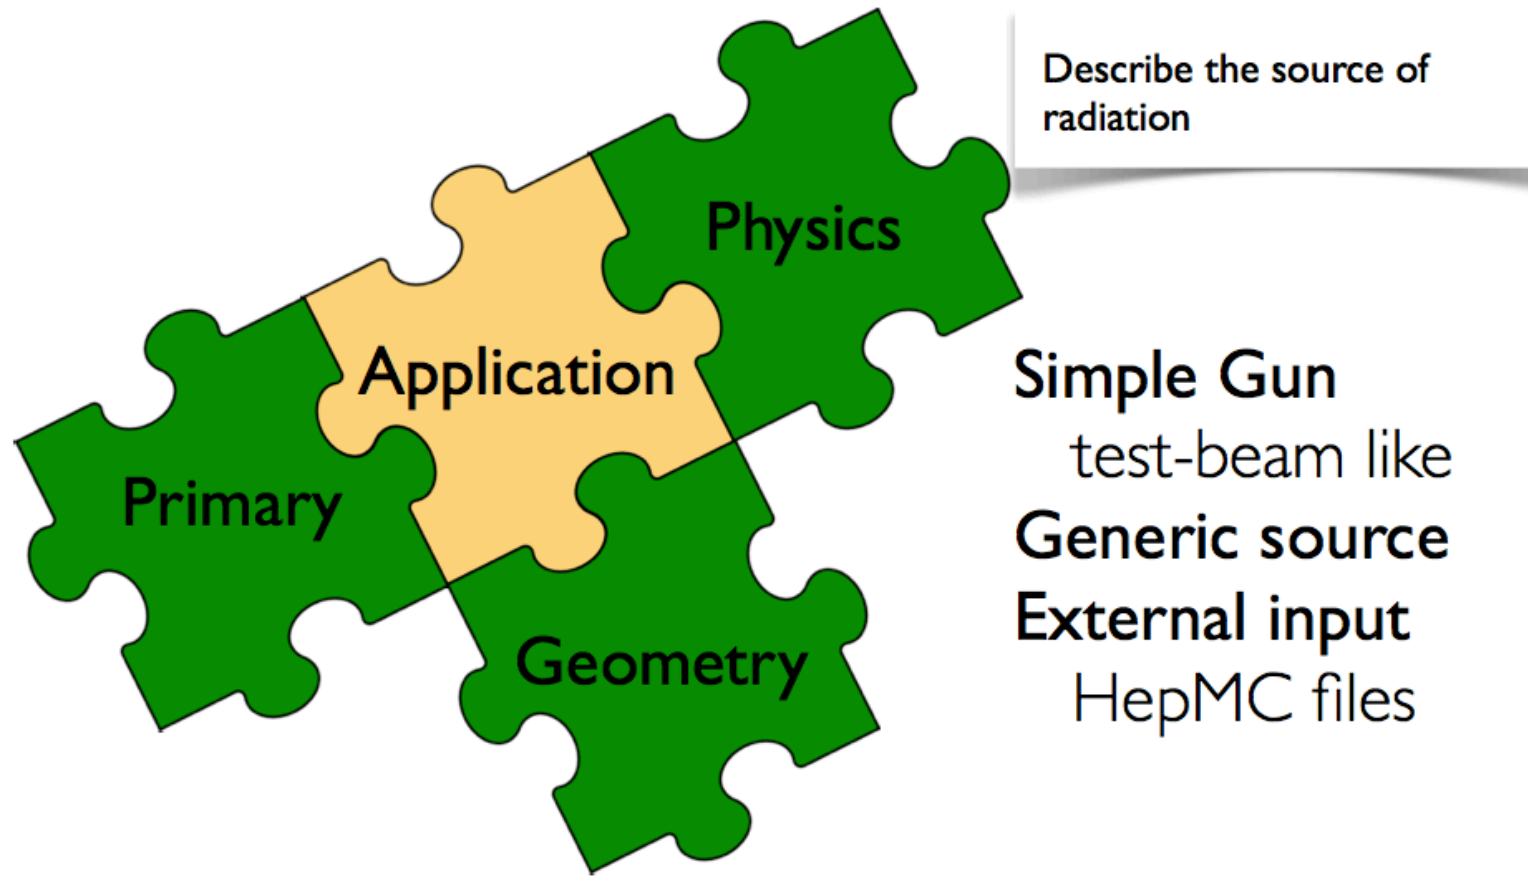 Describe the source of
radiation
Physics
Application
Primary
Geometry
Simple Gun
test-beam like
Generic source
External input
HepMC files